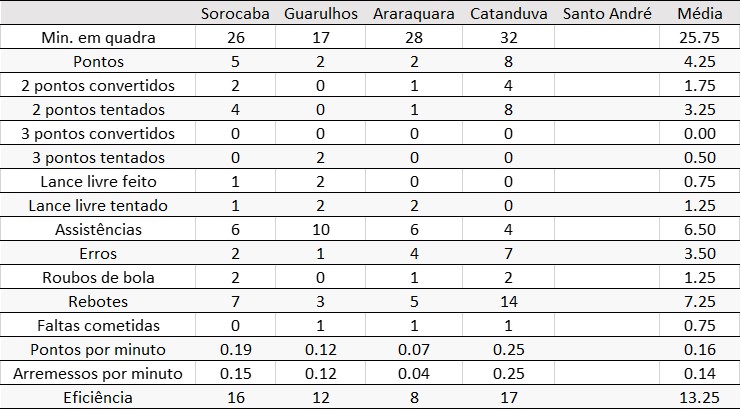 Sorocaba Guarulhos Araraquara Catanduva Santo André Média
Min. em quadra 26 17 28 32 25.75
Pontos 5 2 2 8 4.25
2 pontos convertidos 2 0 1 4 1.75
2 pontos tentados 4 0 1 8 3.25
3 pontos convertidos 0 0 0 0 0.00
3 pontos tentados 0 2 0 0 0.50
Lance livre feito 1 2 0 0 0.75
Lance livre tentado 1 2 2 0 1.25
Assistências 6 10 6 4 6.50
Erros 2 1 4 7 3.50
Roubos de bola 2 0 1 2 1.25
Rebotes 7 3 5 14 7.25
Faltas cometidas 0 1 1 1 0.75
Pontos por minuto 0.19 0.12 0.07 0.25 0.16
Arremessos por minuto 0.15 0.12 0.04 0.25 0.14
Eficiência 16 12 8 17 13.25